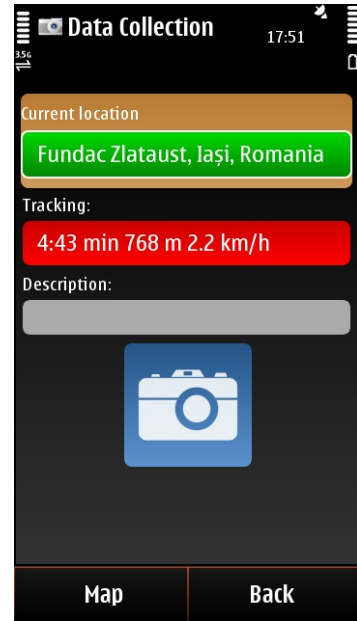 Data Collection
17:51
3.5G
Current location
Fundac Zlataust, Iași, Romania
Tracking:
4:43 min 768 m 2.2 km/h
Description:
Map
Back